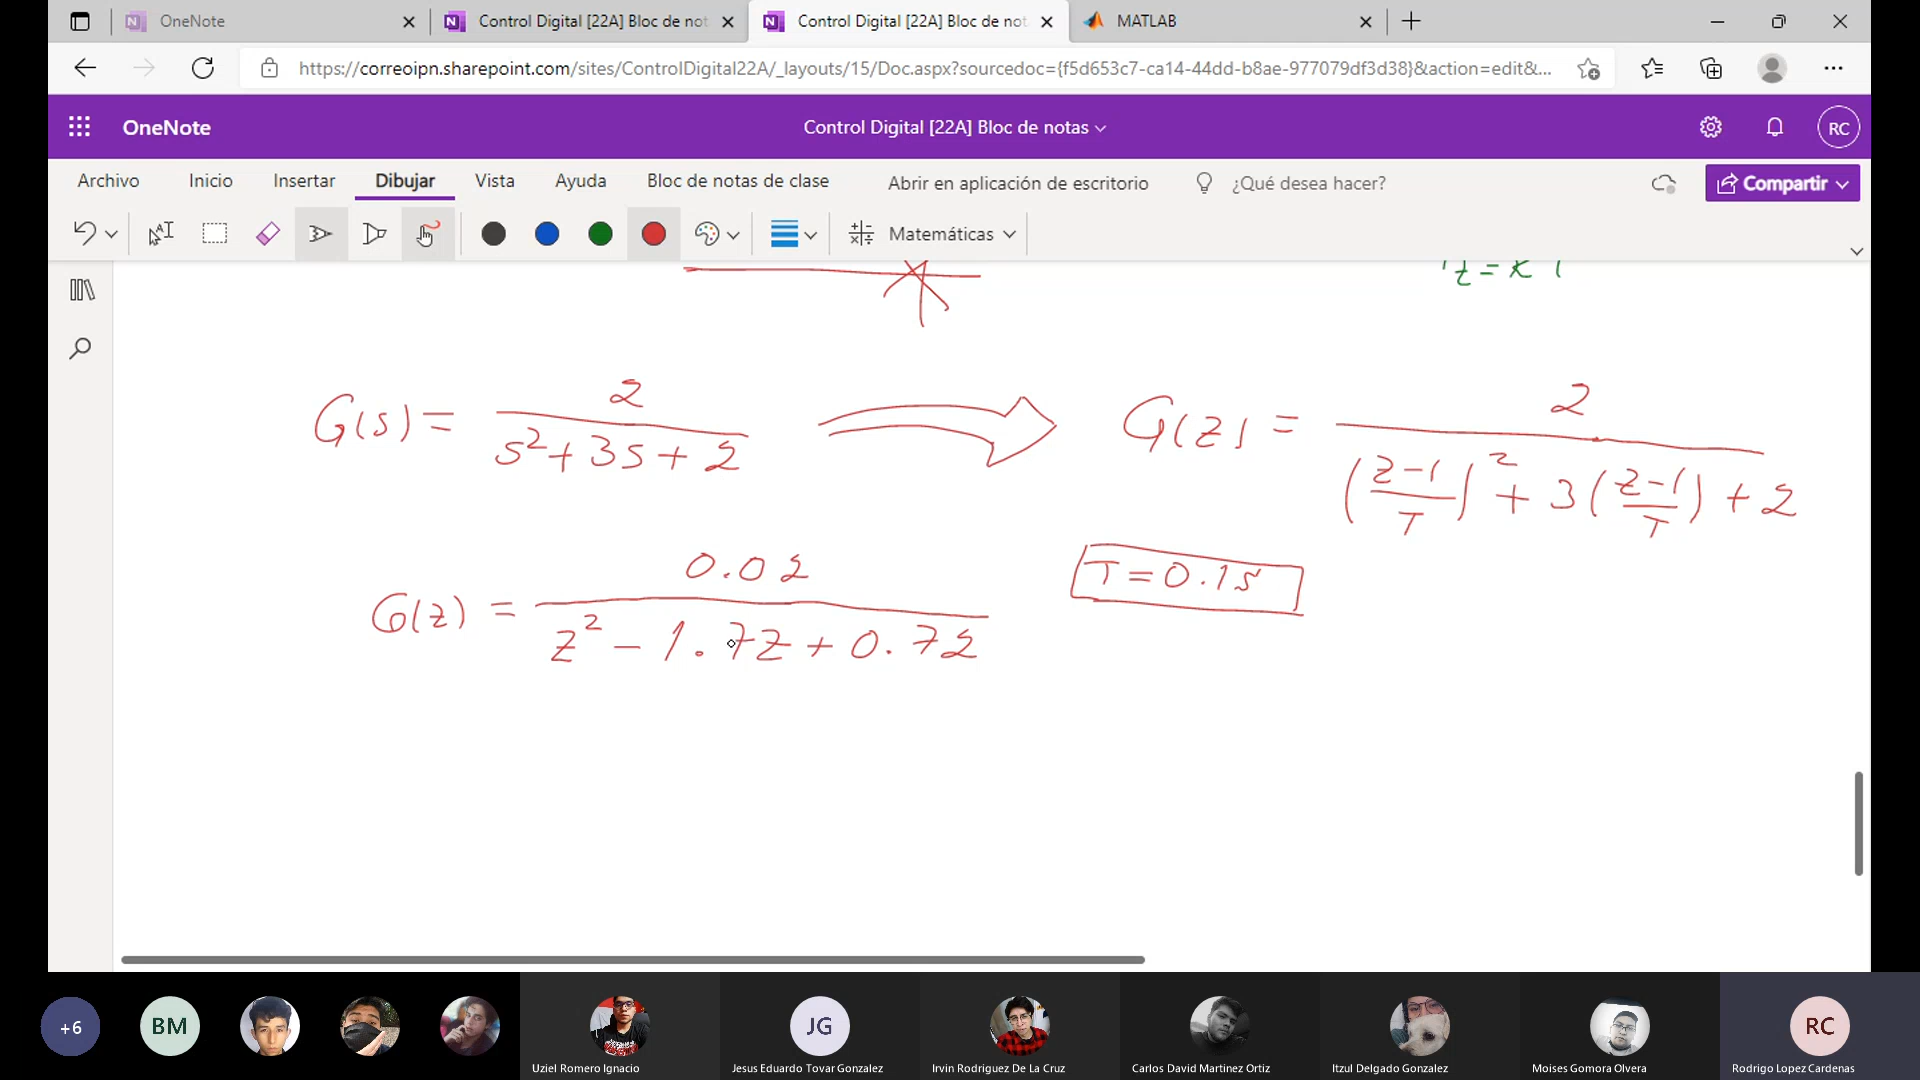 OneNote
Control Digital [22A] Bloc de not
Control Digital [22A] Bloc de not
MATLAB
https://correoipn.sharepoint.com/sites/ControlDigital22A/_layouts/15/Doc.aspx?sourcedoc={f5d653c7-ca14-44dd-b8ae-977079df3d38}&action=edit&...
OneNote
Control Digital [22A] Bloc de notas
RC
Archivo Inicio Insertar Dibujar Vista Ayuda Bloc de notas de clase Abrir en aplicación de escritorio ¿Qué desea hacer? Compartir
Matemáticas
G(s) = 2 / (s² + 3s + 2) G(z) = 2 / (((z-1)/T)² + 3((z-1)/T) + 2)
G(z) = 0.02 / (z² - 1.7z + 0.72) T = 0.1s
+6
BM
JG
RC
Uziel Romero Ignacio
Jesus Eduardo Tovar Gonzalez
Irvin Rodriguez De La Cruz
Carlos David Martinez Ortiz
Itzul Delgado Gonzalez
Moises Gomora Olvera
Rodrigo Lopez Cardenas